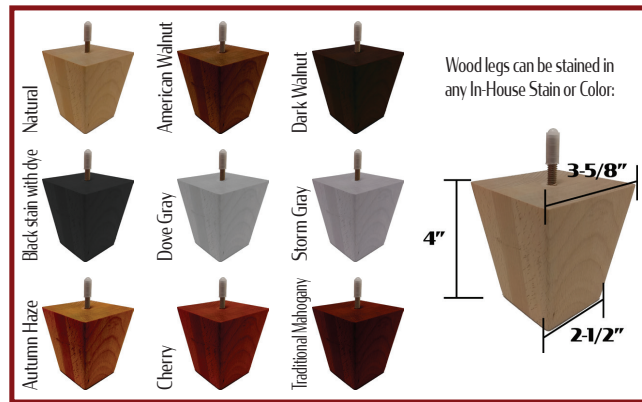 Natural
American Walnut
Dark Walnut
Wood legs can be stained in
any In-House Stain or Color:
Black stain with dye
Dove Gray
Storm Gray
3-5/8"
4"
2-1/2"
Autumn Haze
Cherry
Traditional Mahogany